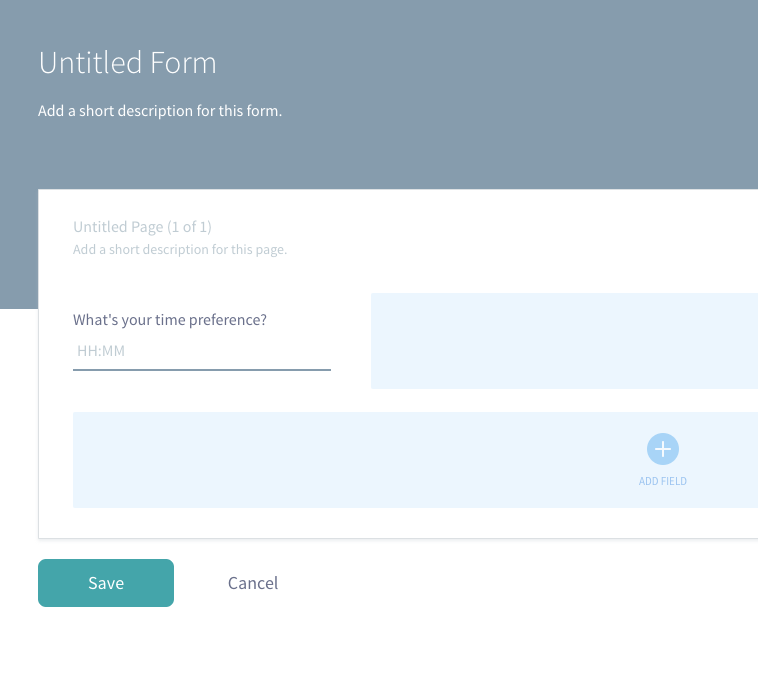 Untitled Form
Add a short description for this form.
Untitled Page (1 of 1)
Add a short description for this page.
What's your time preference?
HH:MM
ADD FIELD
Save
Cancel